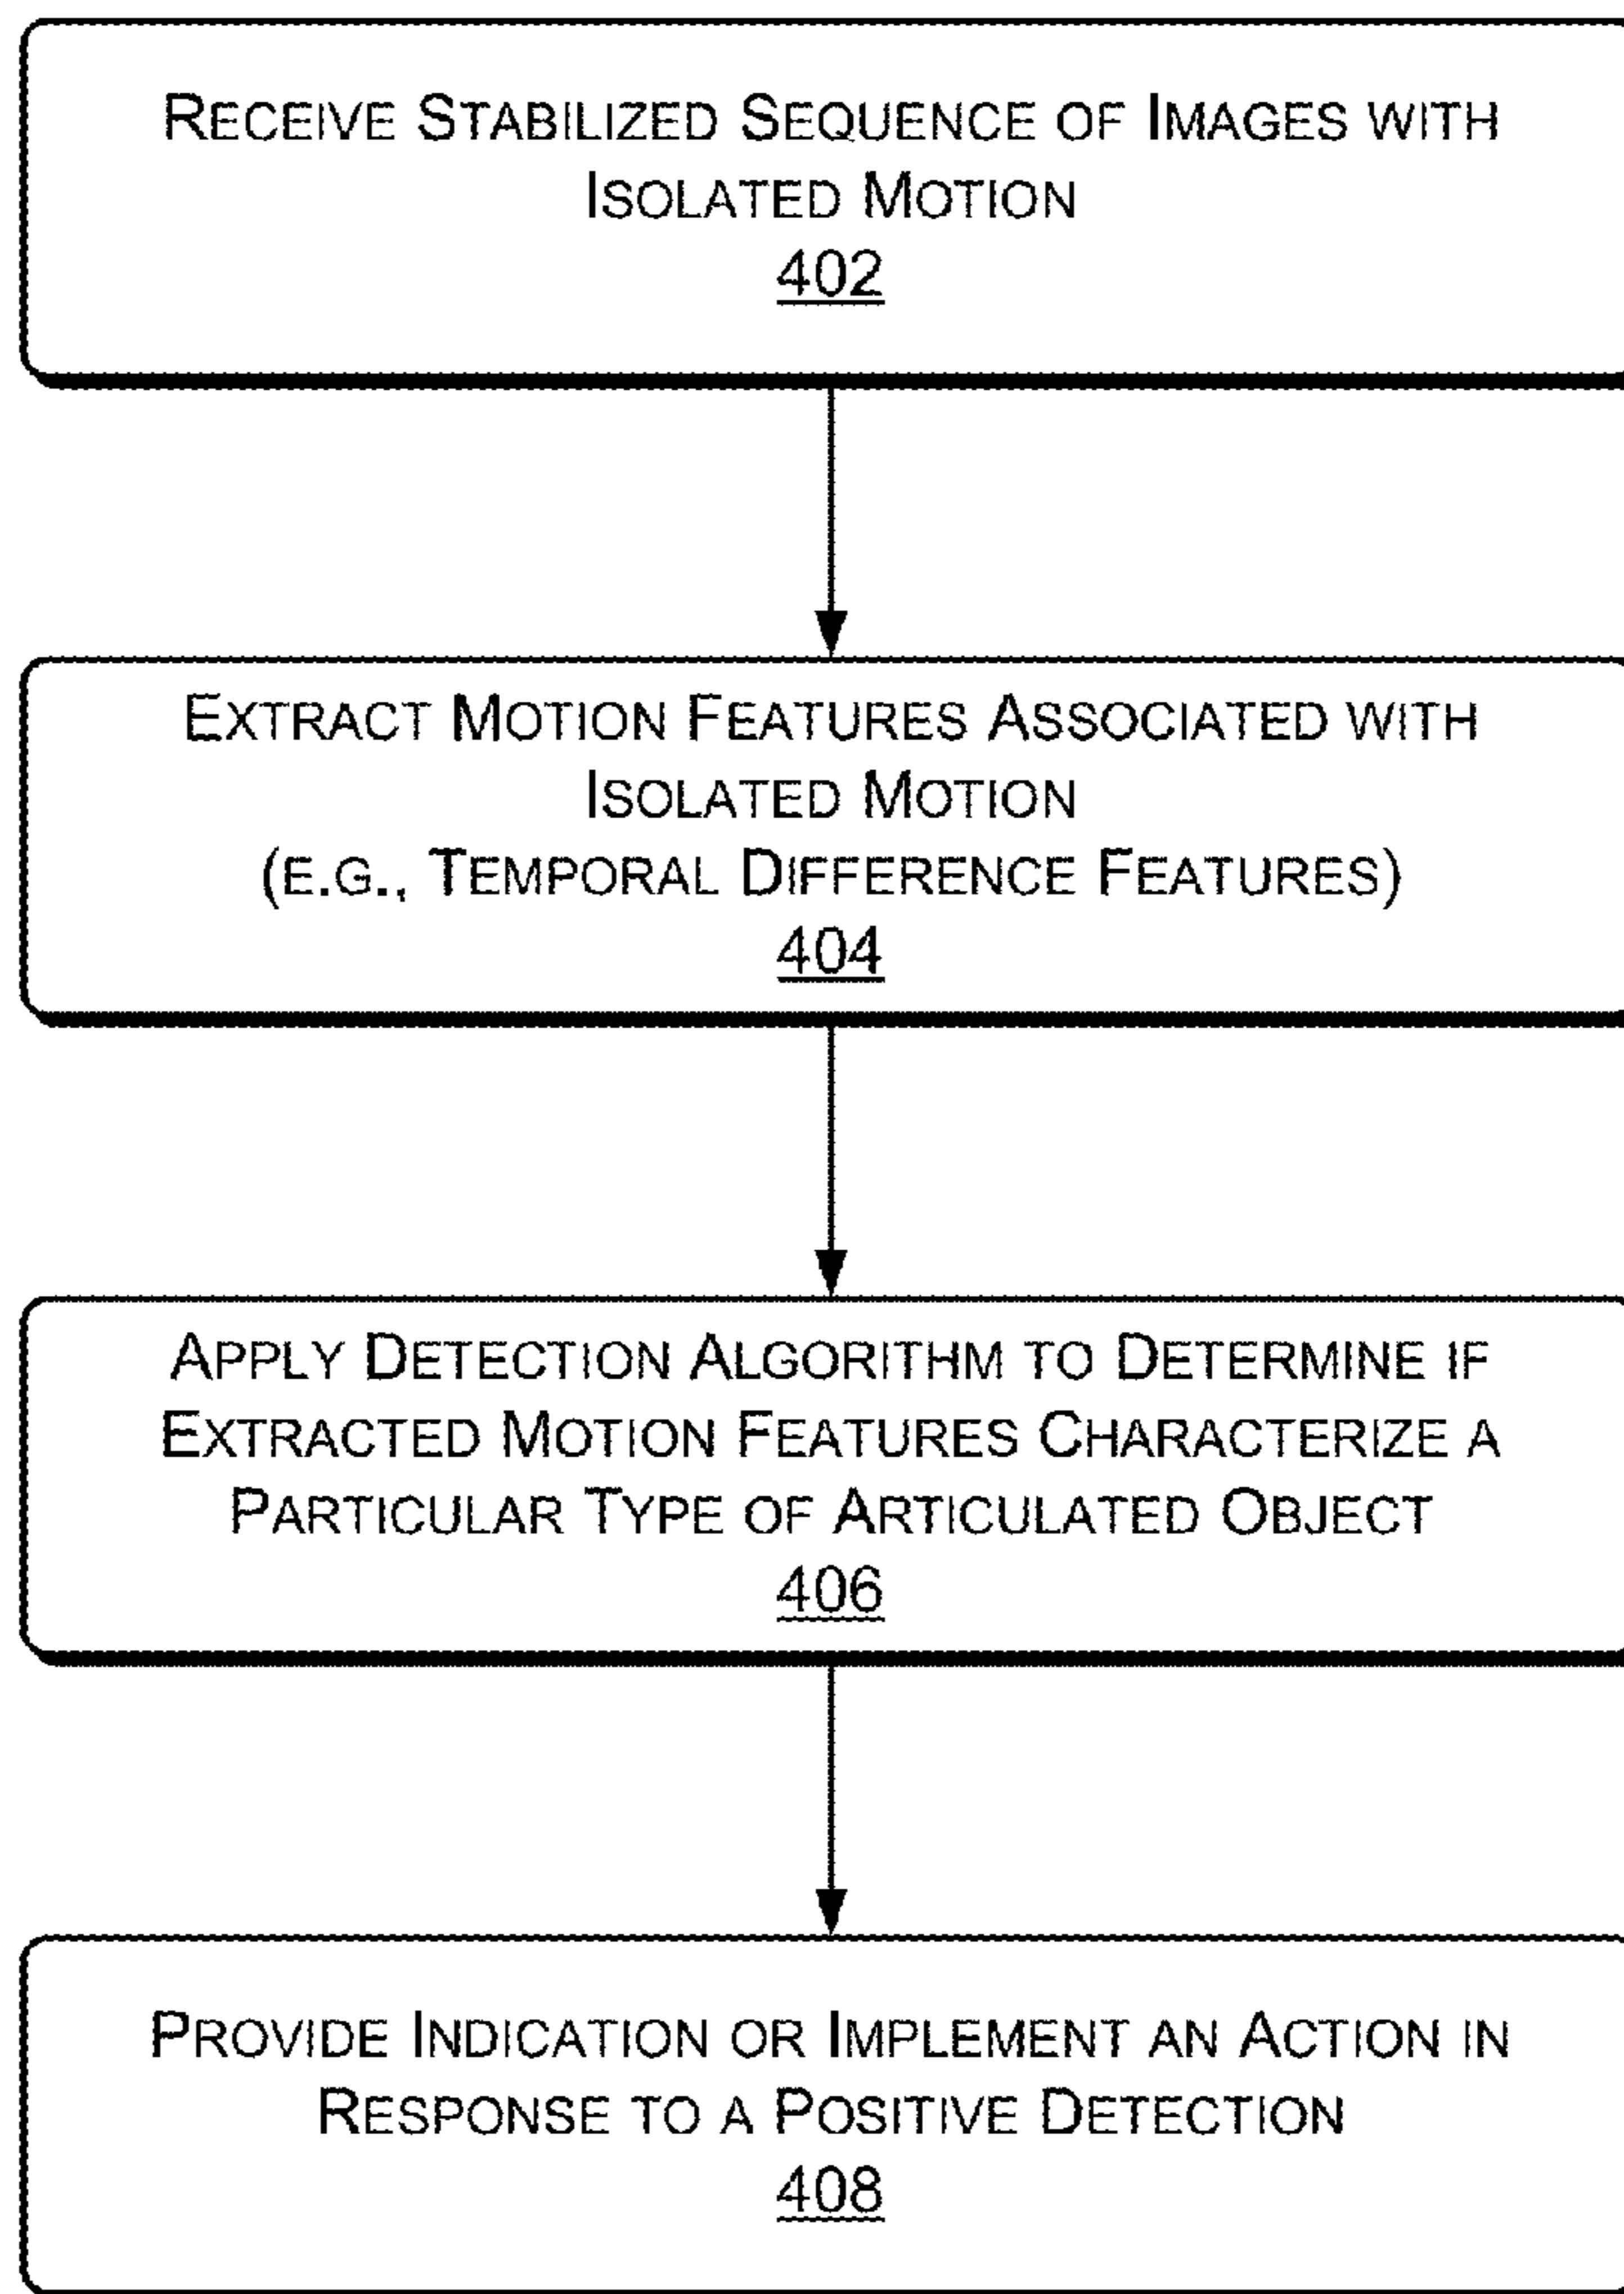 RECEIVE STABILIZED SEQUENCE OF IMAGES WITH
ISOLATED MOTION
402
EXTRACT MOTION FEATURES ASSOCIATED WITH
ISOLATED MOTION
(E.G., TEMPORAL DIFFERENCE FEATURES)
404
APPLY DETECTION ALGORITHM TO DETERMINE IF
EXTRACTED MOTION FEATURES CHARACTERIZE A
PARTICULAR TYPE OF ARTICULATED OBJECT
406
PROVIDE INDICATION OR IMPLEMENT AN ACTION IN
RESPONSE TO A POSITIVE DETECTION
408